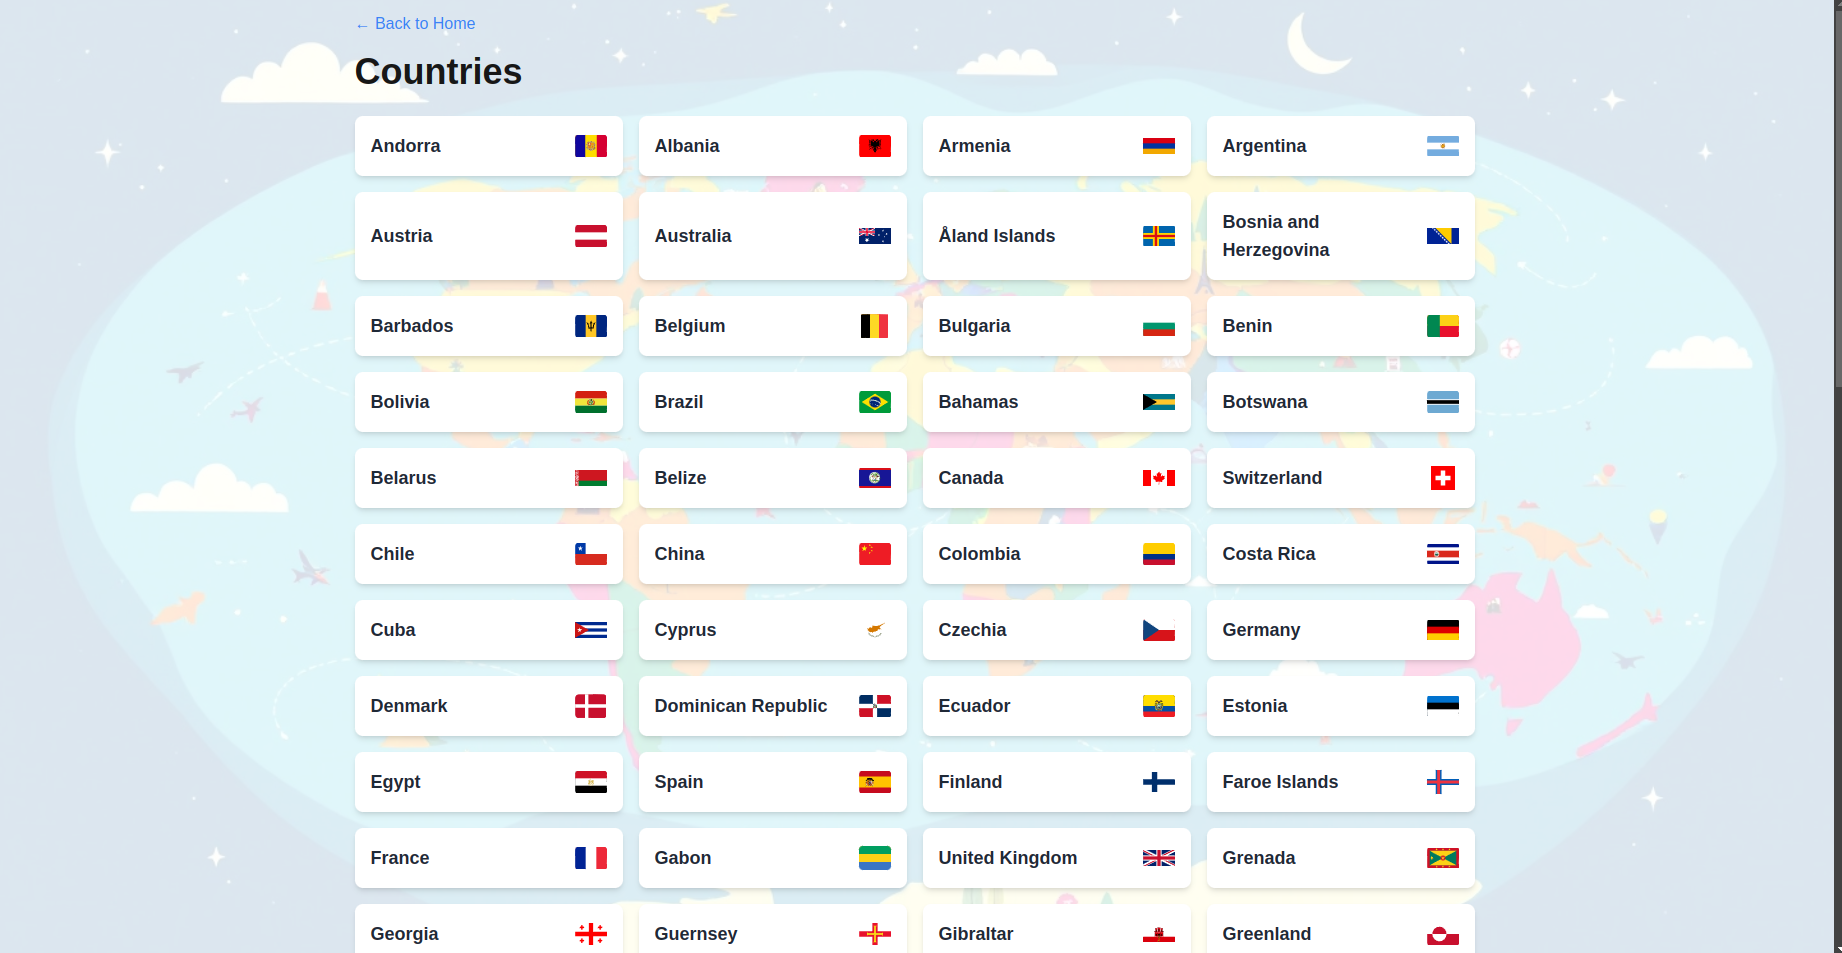 ← Back to Home
Countries
Andorra
Albania
Armenia
Argentina
Austria
Australia
Åland Islands
Bosnia and
Herzegovina
Barbados
Belgium
Bulgaria
Benin
Bolivia
Brazil
Bahamas
Botswana
Belarus
Belize
Canada
Switzerland
Chile
China
Colombia
Costa Rica
Cuba
Cyprus
Czechia
Germany
Denmark
Dominican Republic
Ecuador
Estonia
Egypt
Spain
Finland
Faroe Islands
France
Gabon
United Kingdom
Grenada
Georgia
Guernsey
Gibraltar
Greenland